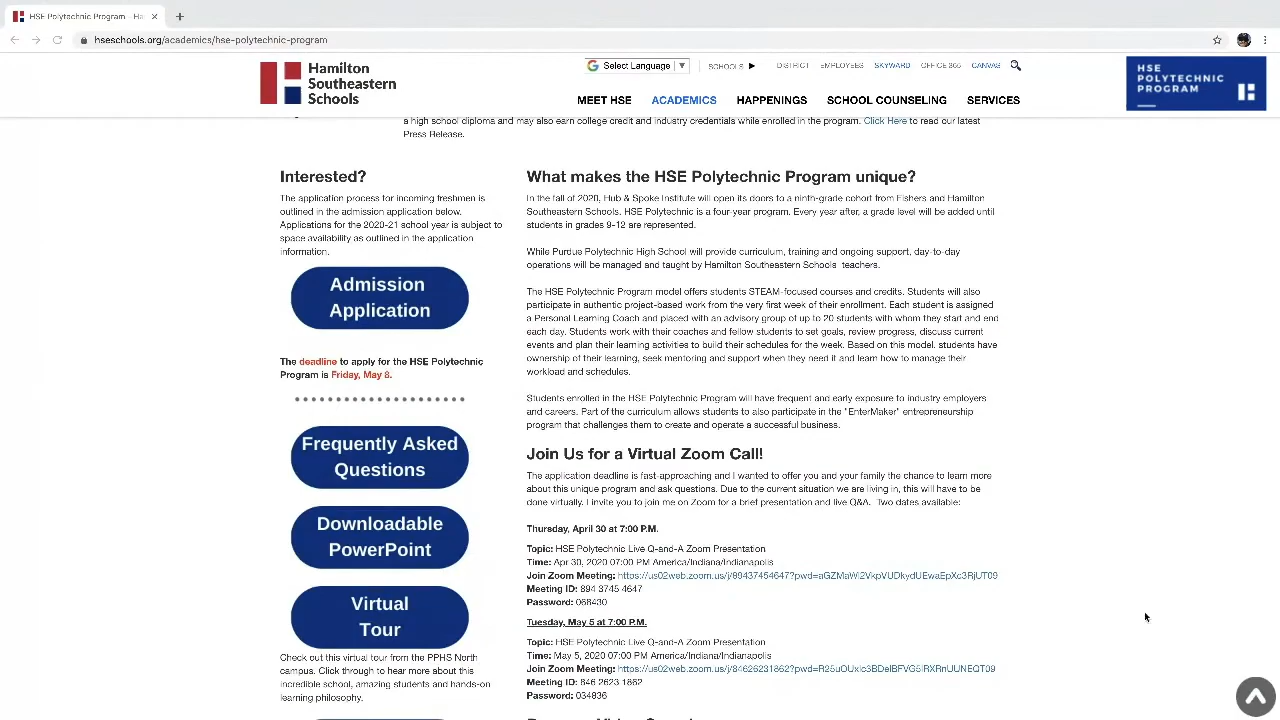 HSE Polytechnic Program - Ha
hseschools.org/academics/hse-polytechnic-program
Hamilton
Southeastern
Schools
Select Language ▼
SCHOOLS ▶ DISTRICT EMPLOYEES SKYWARD OFFICE 365 CANVAS
MEET HSE ACADEMICS HAPPENINGS SCHOOL COUNSELING SERVICES
HSE
POLYTECHNIC
PROGRAM
a high school diploma and may also earn college credit and industry credentials while enrolled in the program. Click Here to read our latest
Press Release.
Interested?
The application process for incoming freshmen is
outlined in the admission application below.
Applications for the 2020-21 school year is subject to
space availability as outlined in the application
information.
Admission
Application
The deadline to apply for the HSE Polytechnic
Program is Friday, May 8.
Frequently Asked
Questions
Downloadable
PowerPoint
Virtual
Tour
Check out this virtual tour from the PPHS North
campus. Click through to hear more about this
incredible school, amazing students and hands-on
learning philosophy.
What makes the HSE Polytechnic Program unique?
In the fall of 2020, Hub & Spoke Institute will open its doors to a ninth-grade cohort from Fishers and Hamilton
Southeastern Schools. HSE Polytechnic is a four-year program. Every year after, a grade level will be added until
students in grades 9-12 are represented.
While Purdue Polytechnic High School will provide curriculum, training and ongoing support, day-to-day
operations will be managed and taught by Hamilton Southeastern Schools teachers.
The HSE Polytechnic Program model offers students STEAM-focused courses and credits. Students will also
participate in authentic project-based work from the very first week of their enrollment. Each student is assigned
a Personal Learning Coach and placed with an advisory group of up to 20 students with whom they start and end
each day. Students work with their coaches and fellow students to set goals, review progress, discuss current
events and plan their learning activities to build their schedules for the week. Based on this model, students have
ownership of their learning, seek mentoring and support when they need it and learn how to manage their
workload and schedules.
Students enrolled in the HSE Polytechnic Program will have frequent and early exposure to industry employers
and careers. Part of the curriculum allows students to also participate in the "EnterMaker" entrepreneurship
program that challenges them to create and operate a successful business.
Join Us for a Virtual Zoom Call!
The application deadline is fast-approaching and I wanted to offer you and your family the chance to learn more
about this unique program and ask questions. Due to the current situation we are living in, this will have to be
done virtually. I invite you to join me on Zoom for a brief presentation and live Q&A. Two dates available:
Thursday, April 30 at 7:00 P.M.
Topic: HSE Polytechnic Live Q-and-A Zoom Presentation
Time: Apr 30, 2020 07:00 PM America/Indiana/Indianapolis
Join Zoom Meeting:
Meeting ID: 894 3745 4647
Password: 066430
Tuesday, May 5 at 7:00 P.M.
Topic: HSE Polytechnic Live Q-and-A Zoom Presentation
Time: May 5, 2020 07:00 PM America/Indiana/Indianapolis
Join Zoom Meeting:
Meeting ID: 846 2623 1862
Password: 034836